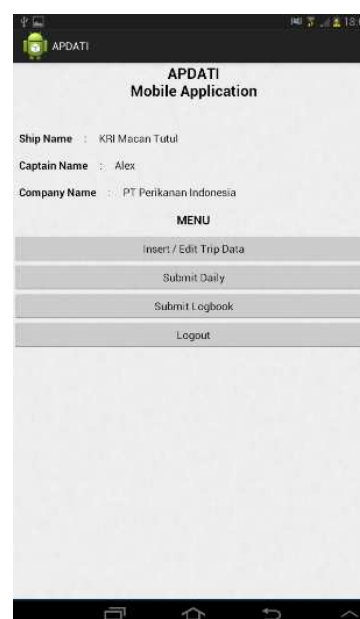 APDATI
APDATI
Mobile Application
Ship Name : KRI Macan Tutul
Captain Name : Alex
Company Name : PT Perikanan Indonesia
MENU
Insert / Edit Trip Data
Submit Daily
Submit Logbook
Logout